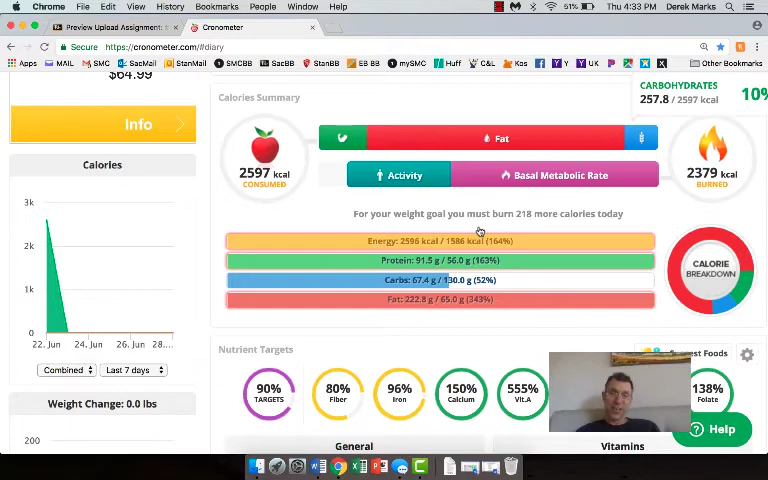 Chrome File Edit View History Bookmarks People Window Help 51% Thu 4:33 PM Derek Marks
Preview Upload Assignment: Cronometer
Secure https://cronometer.com/#diary
Apps MAIL SMC SacMail StanMail SMCBB SacBB StanBB EB BB mySMC Huff C&L Kos Y UK Other Bookmarks
$64.99
Info
Calories
3k
2k
1k
0
22. Jun 24. Jun 26. Jun 28....
Combined Last 7 days
Weight Change: 0.0 lbs
200
Calories Summary
CARBOHYDRATES
257.8 / 2597 kcal
10%
2597 kcal
CONSUMED
Fat
Activity
Basal Metabolic Rate
2379 kcal
BURNED
For your weight goal you must burn 218 more calories today
Energy: 2596 kcal / 1586 kcal (164%)
Protein: 91.5 g / 56.0 g (163%)
Carbs: 67.4 g / 130.0 g (52%)
Fat: 222.8 g / 65.0 g (343%)
CALORIE
BREAKDOWN
Nutrient Targets
Foods
90%
TARGETS
80%
Fiber
96%
Iron
150%
Calcium
555%
Vit.A
138%
Folate
Help
General
Vitamins